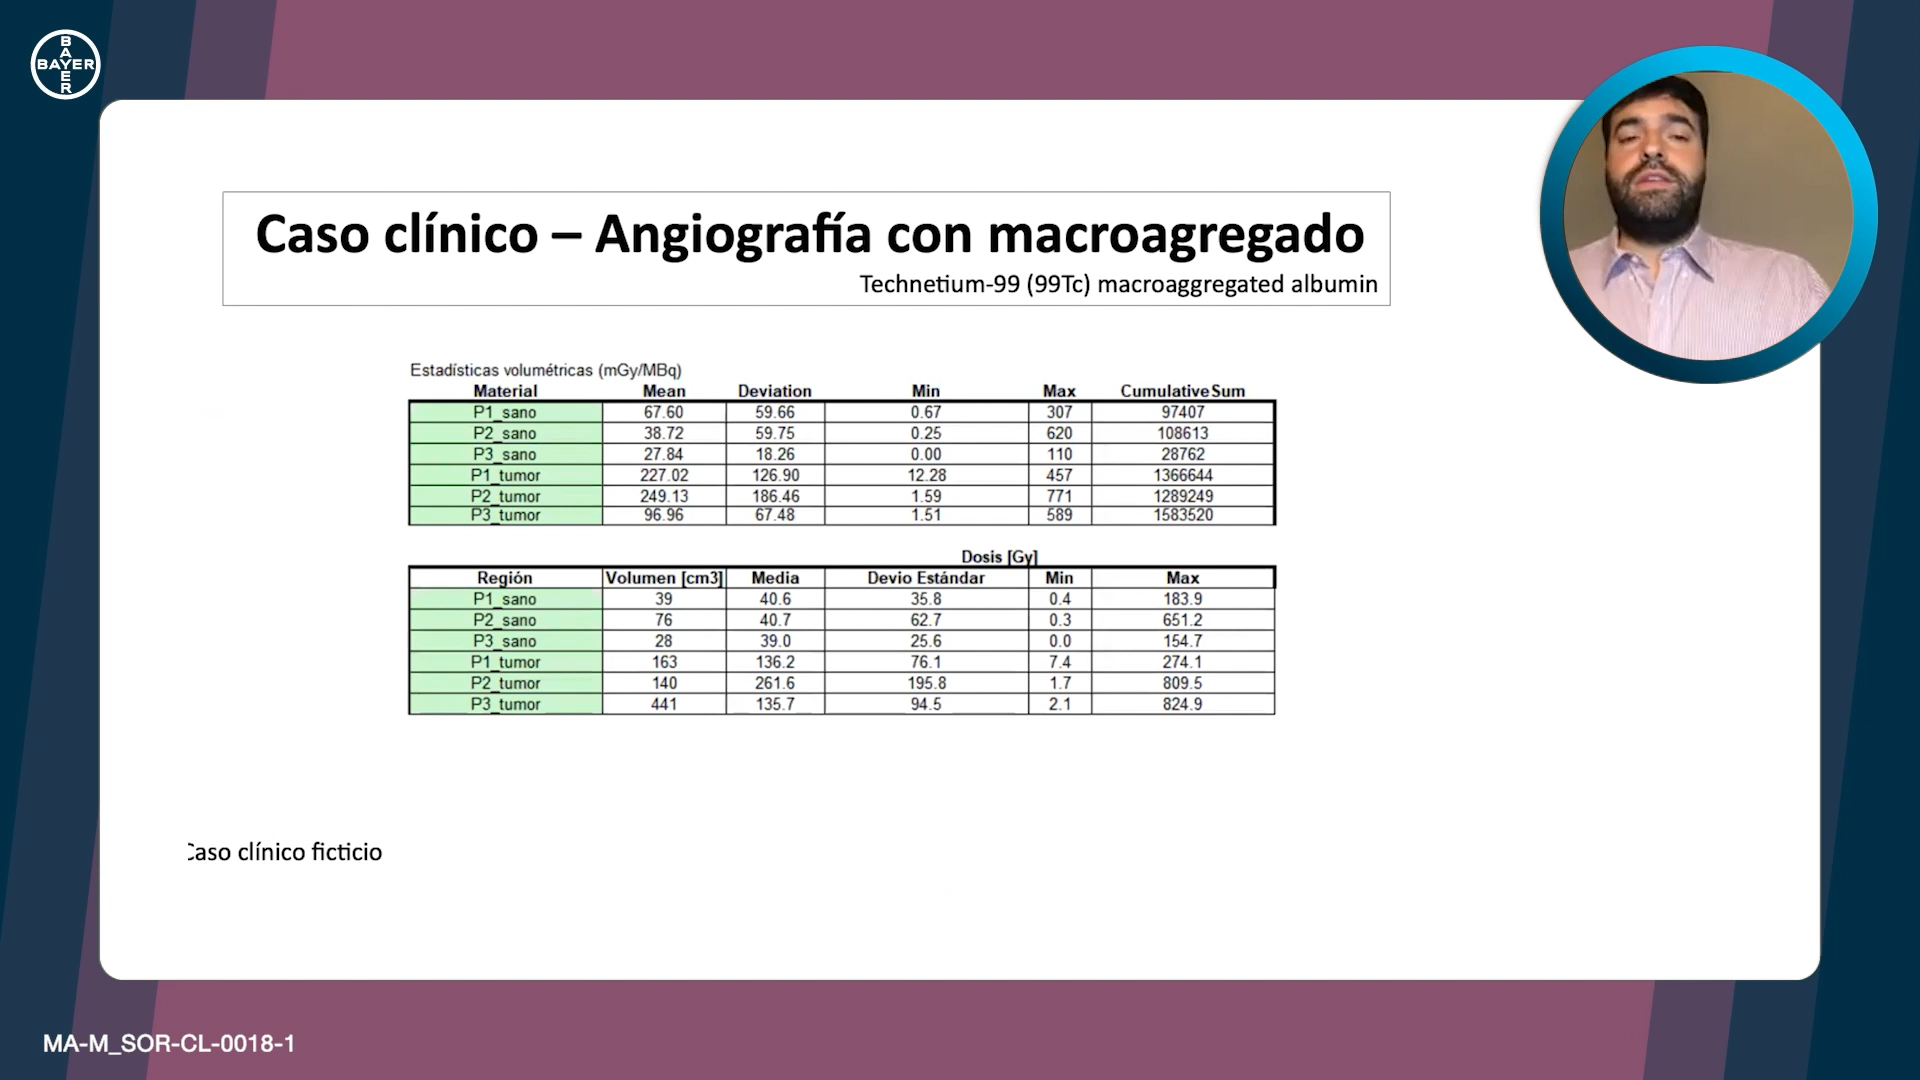 BAYER
BAYER
Caso clínico – Angiografía con macroagregado
Technetium-99 (99Tc) macroaggregated albumin
Estadísticas volumétricas (mGy/MBq)
Material Mean Deviation Min Max CumulativeSum
P1_sano 67.60 59.66 0.67 307 97407
P2_sano 38.72 59.75 0.25 620 108613
P3_sano 27.84 18.26 0.00 110 28762
P1_tumor 227.02 126.90 12.28 457 1366644
P2_tumor 249.13 186.46 1.59 771 1289249
P3_tumor 96.96 67.48 1.51 589 1583520
Dosis [Gy]
Región Volumen [cm3] Media Devio Estándar Min Max
P1_sano 39 40.6 35.8 0.4 183.9
P2_sano 76 40.7 62.7 0.3 651.2
P3_sano 28 39.0 25.6 0.0 154.7
P1_tumor 163 136.2 76.1 7.4 274.1
P2_tumor 140 261.6 195.8 1.7 809.5
P3_tumor 441 135.7 94.5 2.1 824.9
Caso clínico ficticio
MA-M_SOR-CL-0018-1